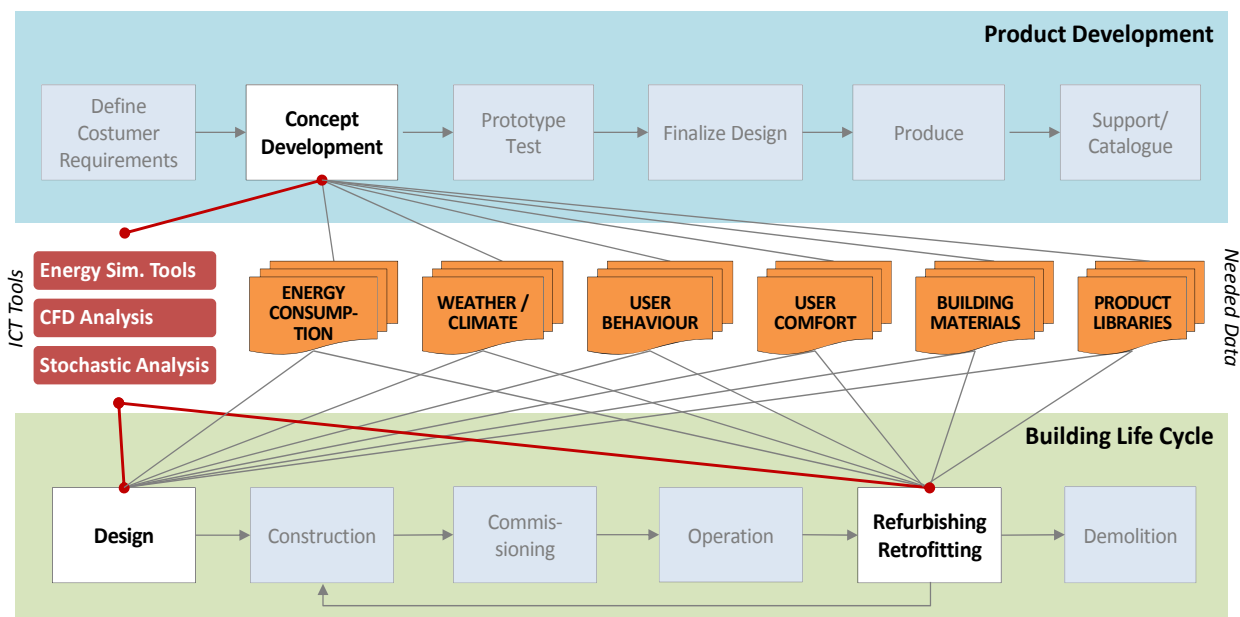 Product Development
Define
Costumer
Requirements
Concept
Development
Prototype
Test
Finalize Design
Produce
Support/
Catalogue
ICT Tools
Energy Sim. Tools
CFD Analysis
Stochastic Analysis
ENERGY
CONSUMP-
TION
WEATHER /
CLIMATE
USER
BEHAVIOUR
USER
COMFORT
BUILDING
MATERIALS
PRODUCT
LIBRARIES
Needed Data
Building Life Cycle
Design
Construction
Commis-
sioning
Operation
Refurbishing
Retrofitting
Demolition